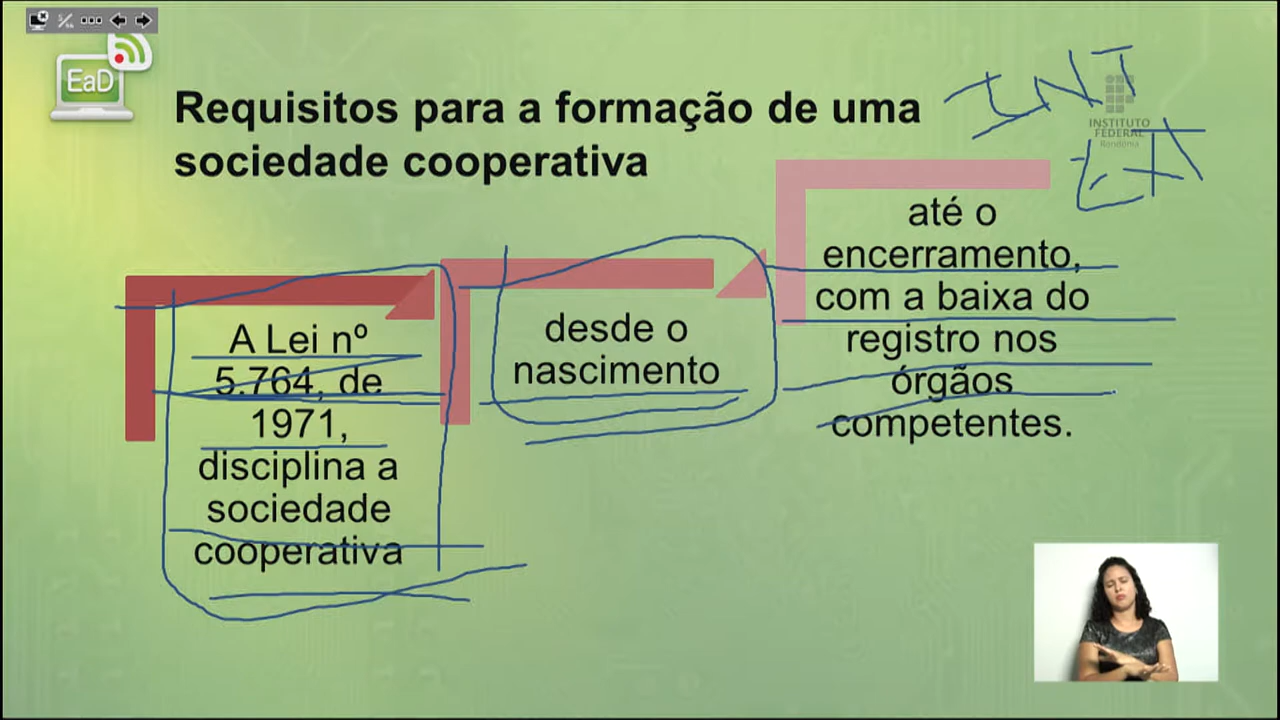 EaD
Requisitos para a formação de uma
sociedade cooperativa
INSTITUTO
FEDERAL
Rondônia
A Lei nº
5.764, de
1971,
disciplina a
sociedade
cooperativa
desde o
nascimento
até o
encerramento,
com a baixa do
registro nos
órgãos
competentes.